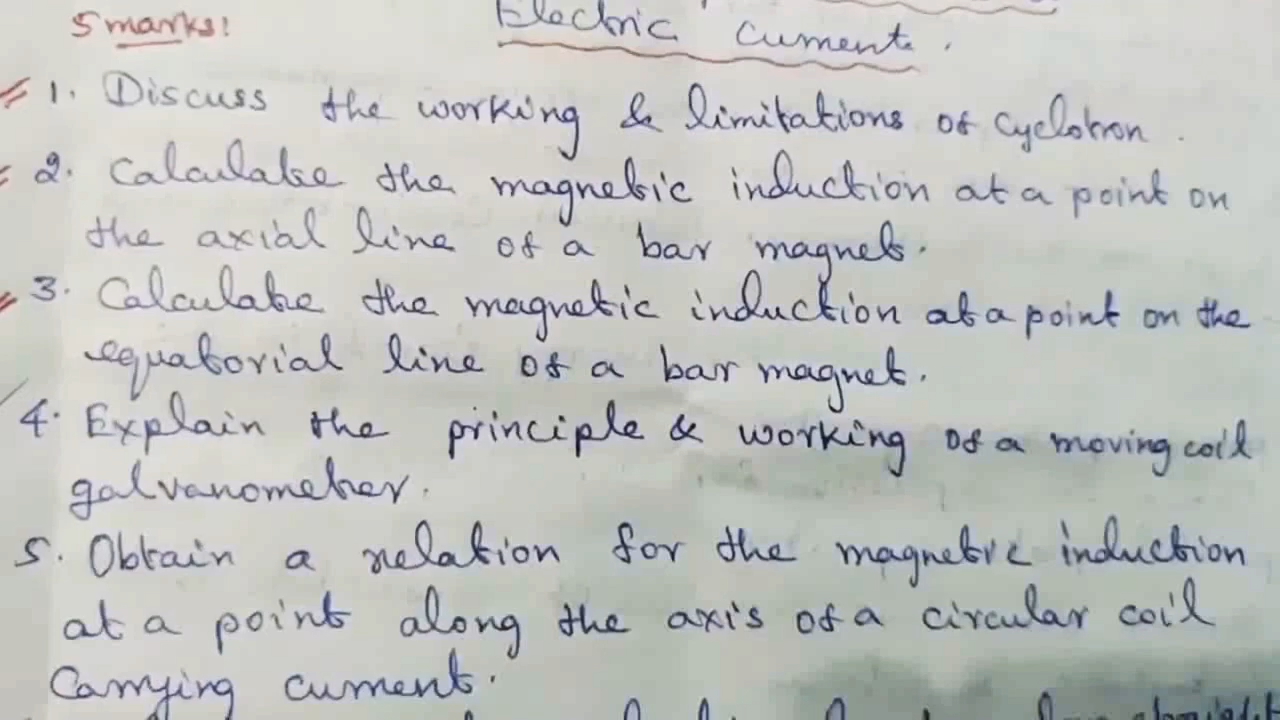 5 marks!
Electric Current.
1. Discuss the working & limitations of cyclotron.
2. Calculate the magnetic induction at a point on
the axial line of a bar magnet.
3. Calculate the magnetic induction at a point on the
equatorial line of a bar magnet.
4. Explain the principle & working of a moving coil
galvanometer.
5. Obtain a relation for the magnetic induction
at a point along the axis of a circular coil
carrying current.